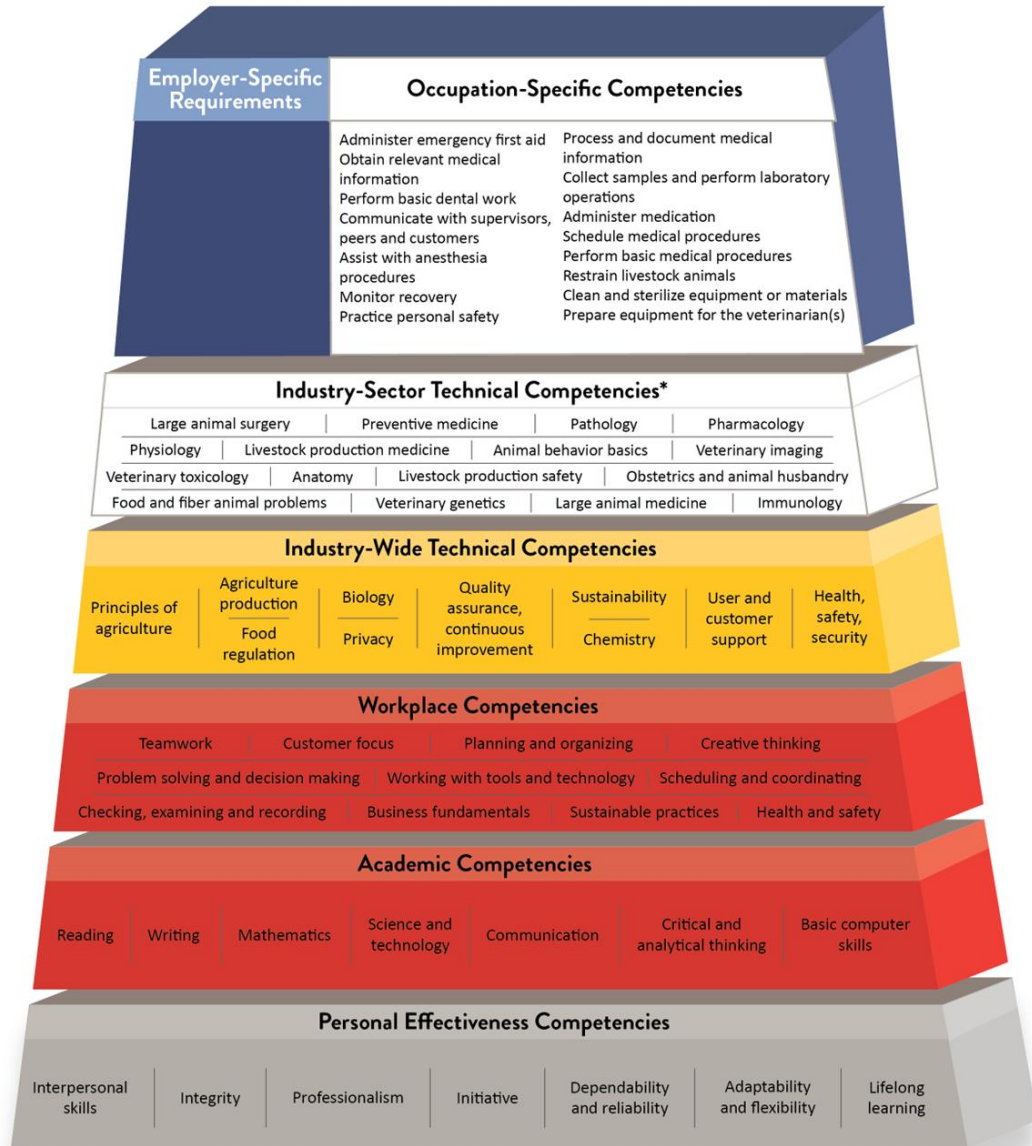 Employer-Specific
Requirements
Occupation-Specific Competencies
Administer emergency first aid
Obtain relevant medical
information
Perform basic dental work
Communicate with supervisors,
peers and customers
Assist with anesthesia
procedures
Monitor recovery
Practice personal safety
Process and document medical
information
Collect samples and perform laboratory
operations
Administer medication
Schedule medical procedures
Perform basic medical procedures
Restrain livestock animals
Clean and sterilize equipment or materials
Prepare equipment for the veterinarian(s)
Industry-Sector Technical Competencies*
Large animal surgery Preventive medicine Pathology Pharmacology
Physiology Livestock production medicine Animal behavior basics Veterinary imaging
Veterinary toxicology Anatomy Livestock production safety Obstetrics and animal husbandry
Food and fiber animal problems Veterinary genetics Large animal medicine Immunology
Industry-Wide Technical Competencies
Principles of
agriculture
Agriculture
production
Food
regulation
Biology
Privacy
Quality
assurance,
continuous
improvement
Sustainability
Chemistry
User and
customer
support
Health,
safety,
security
Workplace Competencies
Teamwork Customer focus Planning and organizing Creative thinking
Problem solving and decision making Working with tools and technology Scheduling and coordinating
Checking, examining and recording Business fundamentals Sustainable practices Health and safety
Academic Competencies
Reading
Writing
Mathematics
Science and
technology
Communication
Critical and
analytical thinking
Basic computer
skills
Personal Effectiveness Competencies
Interpersonal
skills
Integrity
Professionalism
Initiative
Dependability
and reliability
Adaptability
and flexibility
Lifelong
learning